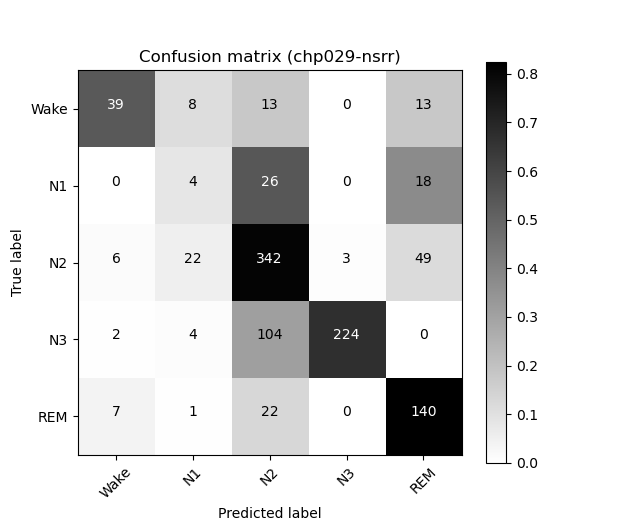 Confusion matrix (chp029-nsrr)
True label
Wake 39 8 13 0 13
N1 0 4 26 0 18
N2 6 22 342 3 49
N3 2 4 104 224 0
REM 7 1 22 0 140
Wake N1 N2 N3 REM
Predicted label
0.8
0.7
0.6
0.5
0.4
0.3
0.2
0.1
0.0